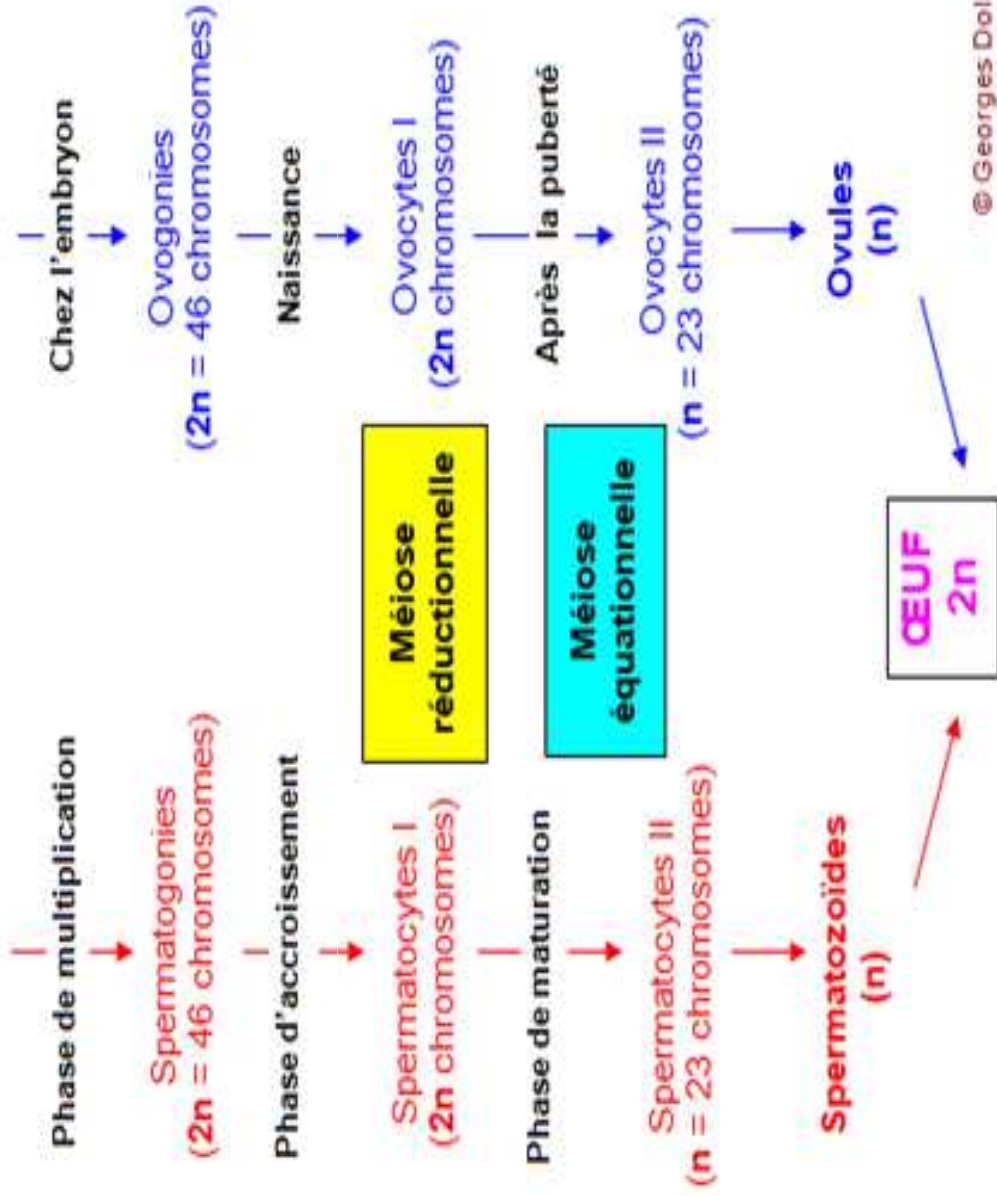 Phase de multiplication
Spermatogonies
(2n = 46 chromosomes)
Phase d'accroissement
Spermatocytes I
(2n chromosomes)
Phase de maturation
Spermatocytes II
(n = 23 chromosomes)
Spermatozoïdes
(n)
Méiose
réductionnelle
Méiose
équationnelle
ŒUF
2n
Chez l'embryon
Ovogonies
(2n = 46 chromosomes)
Naissance
Ovocytes I
(2n chromosomes)
Après la puberté
Ovocytes II
(n = 23 chromosomes)
Ovules
(n)
© Georges Dol